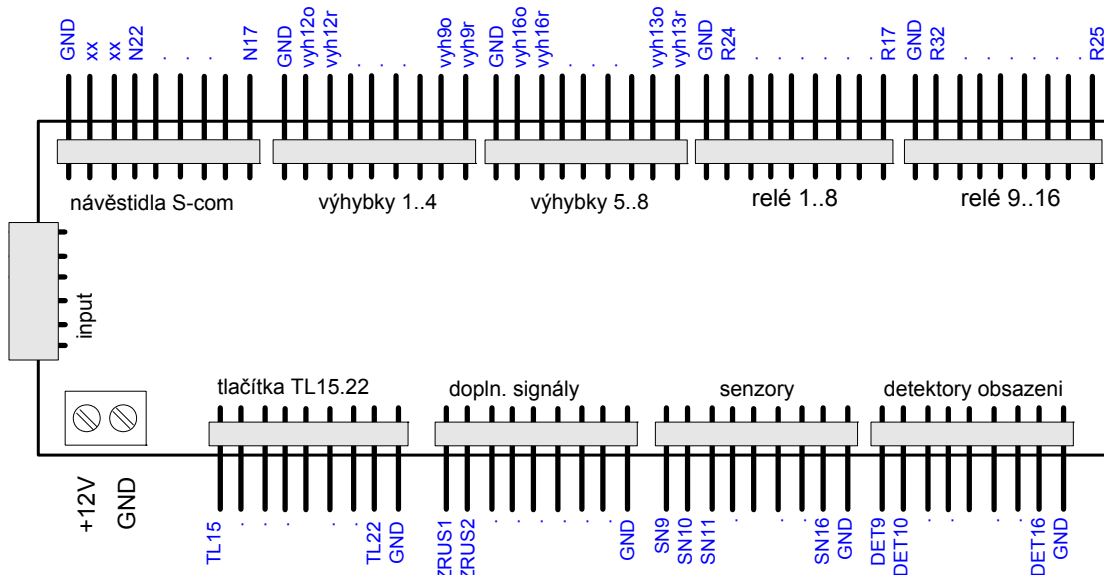 GND xx xx N22 . . . . N17 GND vyh12o vyh12r . . . . vyh9o vyh9r GND vyh16o vyh16r . . . . vyh13o vyh13r GND R24 . . . . . . R17 GND R32 . . . . . . R25
návěstidla S-com výhybky 1..4 výhybky 5..8 relé 1..8 relé 9..16
input
tlačítka TL15.22 dopln. signály senzory detektory obsazeni
+12V GND
TL15 . . . . . . TL22 GND ZRUS1 ZRUS2 . . . . . . GND SN9 SN10 SN11 . . . . SN16 GND DET9 DET10 . . . . . DET16 GND